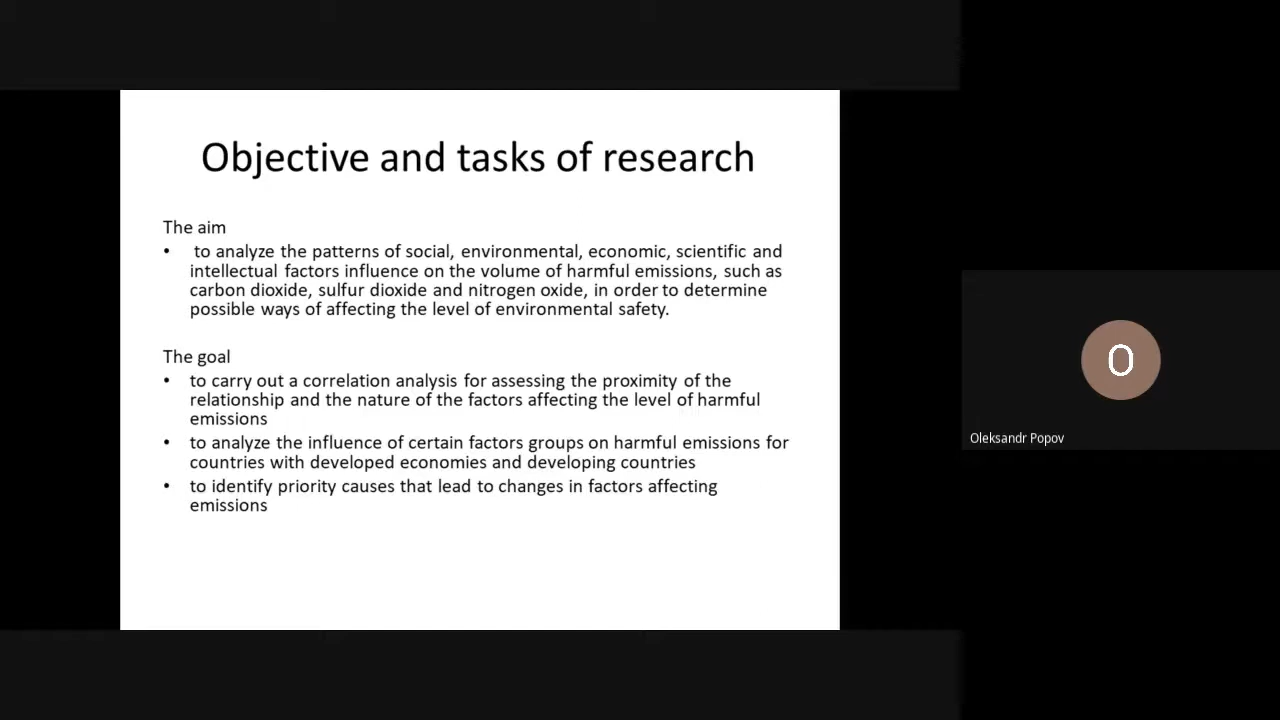 Objective and tasks of research
The aim
• to analyze the patterns of social, environmental, economic, scientific and
intellectual factors influence on the volume of harmful emissions, such as
carbon dioxide, sulfur dioxide and nitrogen oxide, in order to determine
possible ways of affecting the level of environmental safety.
The goal
• to carry out a correlation analysis for assessing the proximity of the
relationship and the nature of the factors affecting the level of harmful
emissions
• to analyze the influence of certain factors groups on harmful emissions for
countries with developed economies and developing countries
• to identify priority causes that lead to changes in factors affecting
emissions
O
Oleksandr Popov